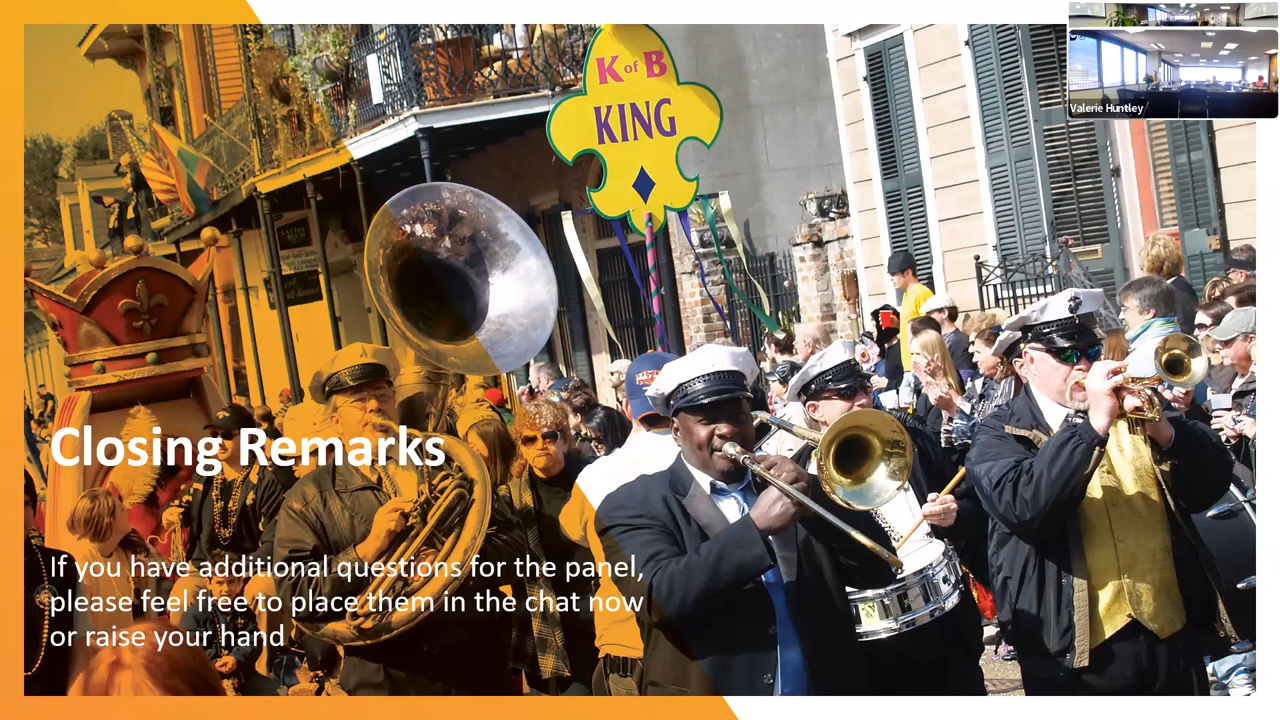 K of B
KING
Valerie Huntley
Closing Remarks
If you have additional questions for the panel,
please feel free to place them in the chat now
or raise your hand